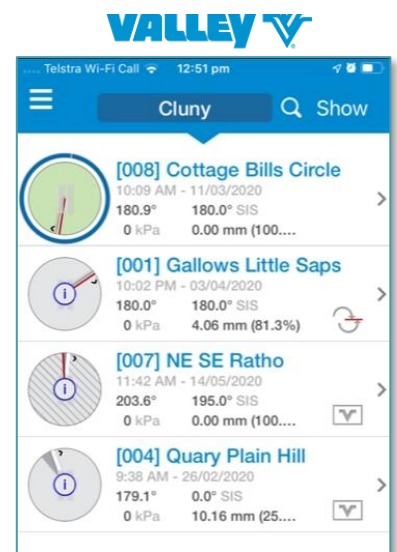 VALLEY
Telstra Wi-Fi Call 12:51 pm
Cluny Show
[008] Cottage Bills Circle
10:09 AM - 11/03/2020
180.9° 180.0° SIS
0 kPa 0.00 mm (100....
[001] Gallows Little Saps
10:02 PM - 03/04/2020
180.0° 180.0° SIS
0 kPa 4.06 mm (81.3%)
[007] NE SE Ratho
11:42 AM - 14/05/2020
203.6° 195.0° SIS
0 kPa 0.00 mm (100....
[004] Quary Plain Hill
9:38 AM - 26/02/2020
179.1° 0.0° SIS
0 kPa 10.16 mm (25....